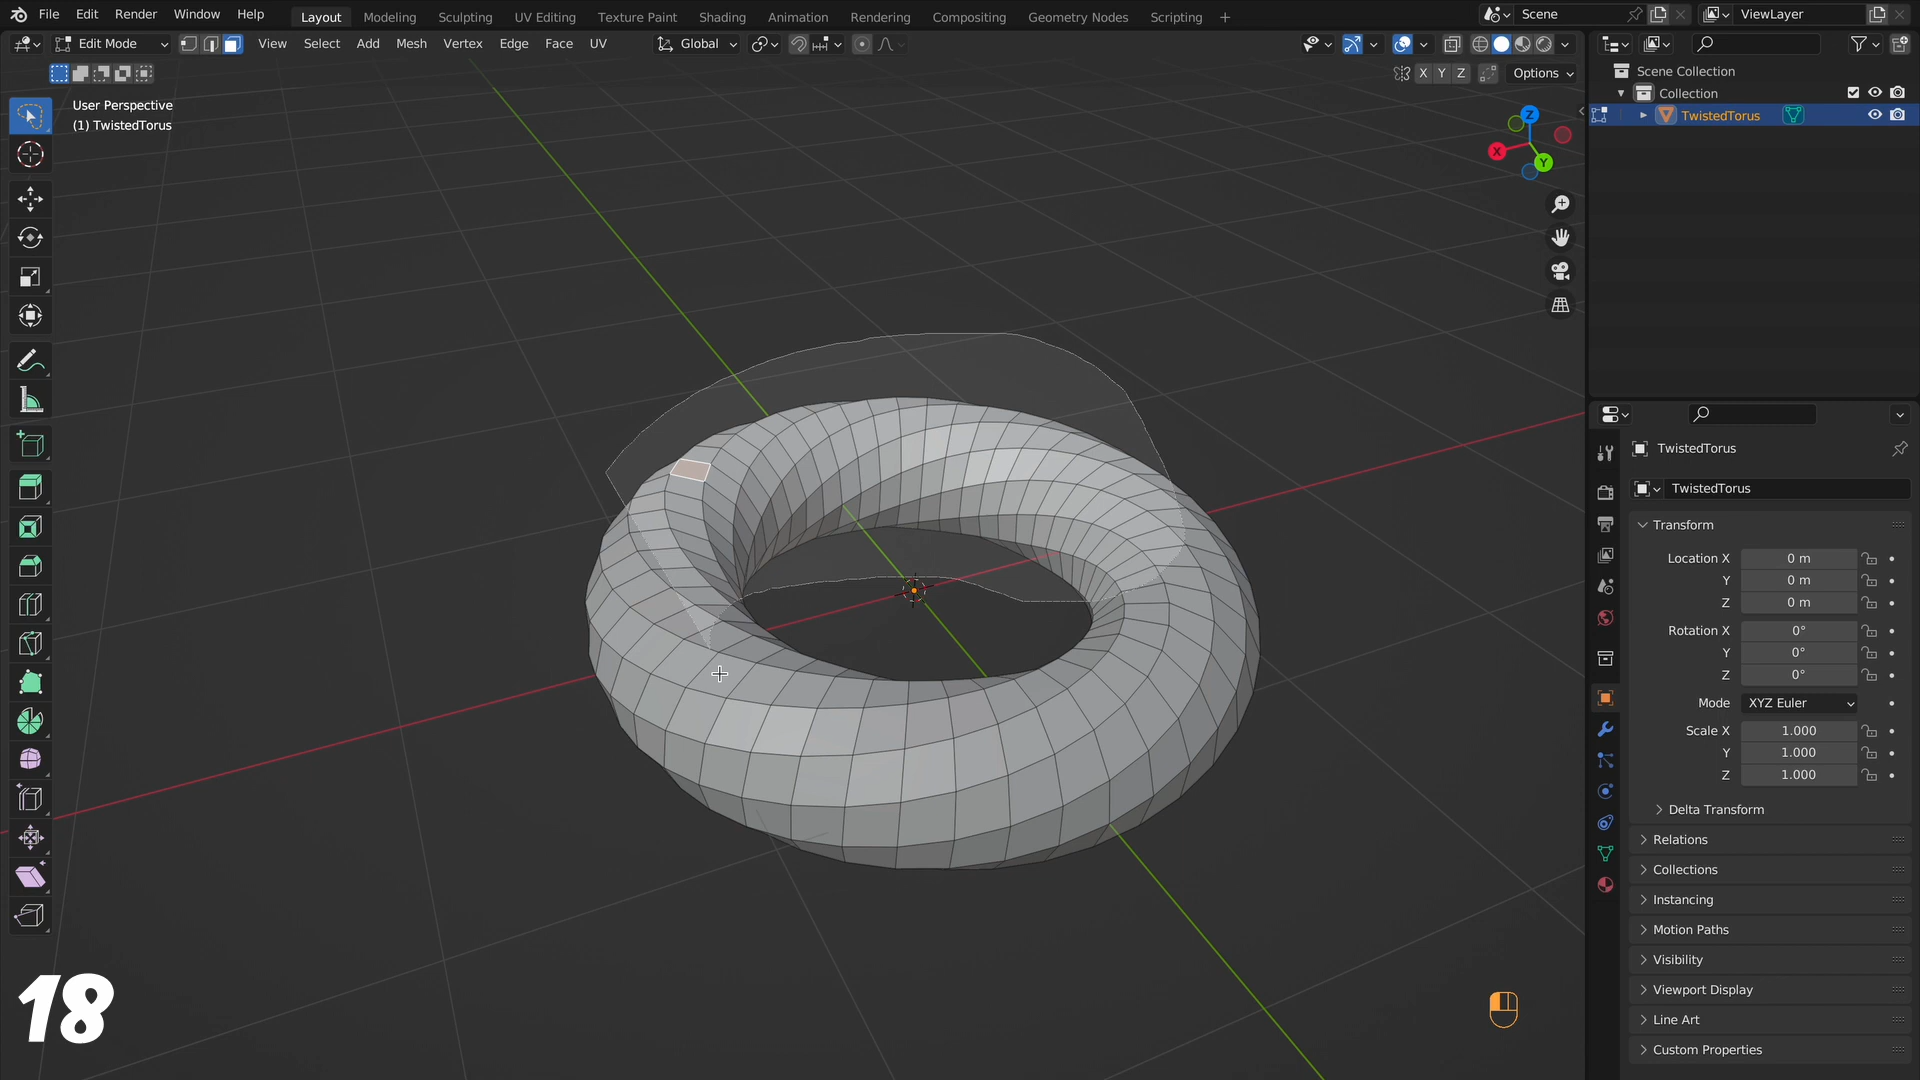 File Edit Render Window Help
Layout Modeling Sculpting UV Editing Texture Paint Shading Animation Rendering Compositing Geometry Nodes Scripting +
Scene
ViewLayer
Edit Mode
View Select Add Mesh Vertex Edge Face UV
Global
X Y Z
Options
User Perspective
(1) TwistedTorus
Z
X
Y
Scene Collection
Collection
TwistedTorus
TwistedTorus
TwistedTorus
Transform
Location X 0 m
Y 0 m
Z 0 m
Rotation X 0°
Y 0°
Z 0°
Mode XYZ Euler
Scale X 1.000
Y 1.000
Z 1.000
Delta Transform
Relations
Collections
Instancing
Motion Paths
Visibility
Viewport Display
Line Art
Custom Properties
18